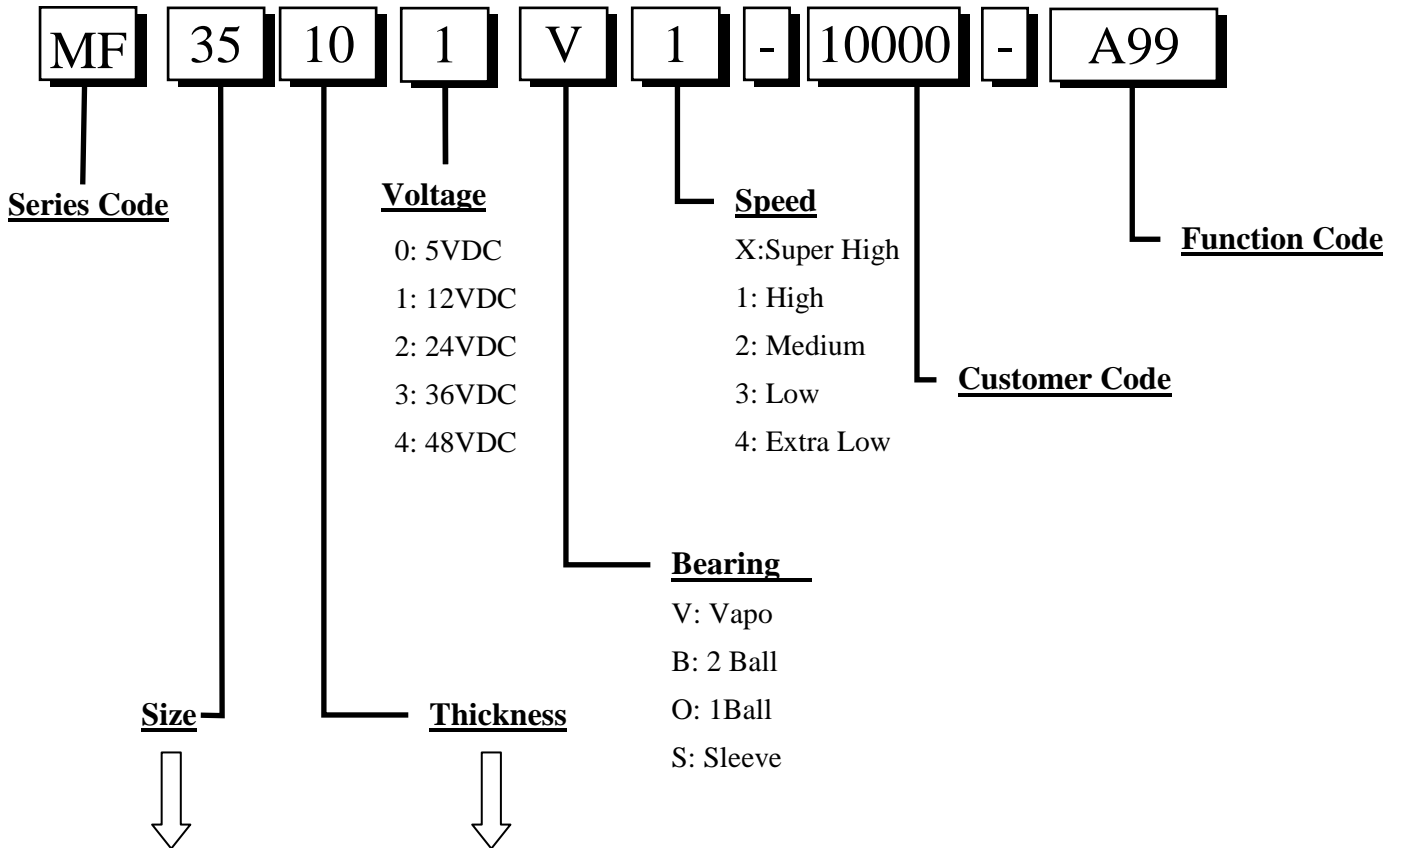 MF 35 10 1 V 1 - 10000 - A99
Series Code
Voltage
0: 5VDC
1: 12VDC
2: 24VDC
3: 36VDC
4: 48VDC
Speed
X:Super High
1: High
2: Medium
3: Low
4: Extra Low
Function Code
Customer Code
Bearing
V: Vapo
B: 2 Ball
O: 1Ball
S: Sleeve
Size
Thickness